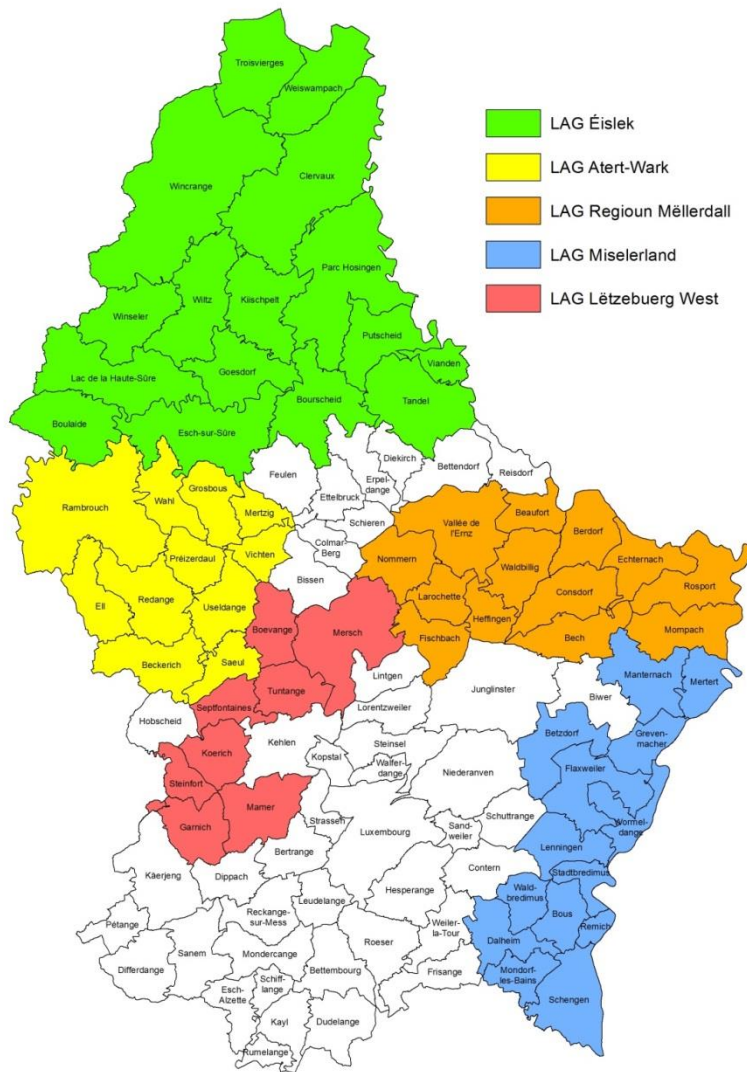 Troisvierges
Weiswampach
LAG Éislek
LAG Atert-Wark
LAG Regioun Mëllerdall
LAG Miselerland
LAG Lëtzebuerg West
Wincrange
Clervaux
Parc Hosingen
Wiltz
Kiischpelt
Winseler
Putscheid
Vianden
Lac de la Haute-Sûre
Goesdorf
Bourscheid
Tandel
Boulaide
Esch-sur-Sûre
Feulen
Diekirch
Erpel-
dange
Bettendorf
Reisdorf
Ettelbruck
Schieren
Colmar-
Berg
Bissen
Rambrouch
Wahl
Grosbous
Mertzig
Préizerdaul
Vichten
Ell
Redange
Useldange
Beckerich
Saeul
Vallée de
l'Ernz
Beaufort
Berdorf
Nommern
Waldbillig
Echternach
Larochette
Consdorf
Rosport
Heffingen
Fischbach
Bech
Mompach
Boevange
Mersch
Tuntange
Septfontaines
Lintgen
Lorentzweiler
Junglinster
Manternach
Mertert
Biwer
Hobscheid
Koerich
Kehlen
Steinsel
Kopstal
Walfer-
dange
Betzdorf
Greven-
macher
Flaxweiler
Niederanven
Steinfort
Mamer
Garnich
Strassen
Luxembourg
Sand-
weiler
Schuttrange
Wormel-
dange
Lenningen
Bertrange
Contern
Stadtbredimus
Käerjeng
Dippach
Hesperange
Wald-
bredimus
Leudelange
Bous
Remich
Reckange-
sur-Mess
Pétange
Weiler-
la-Tour
Dalheim
Roeser
Sanem
Mondercange
Differdange
Bettembourg
Frisange
Mondorf-
les-Bains
Schiff-
lange
Esch-
Alzette
Schengen
Kayl
Dudelange
Rumelange